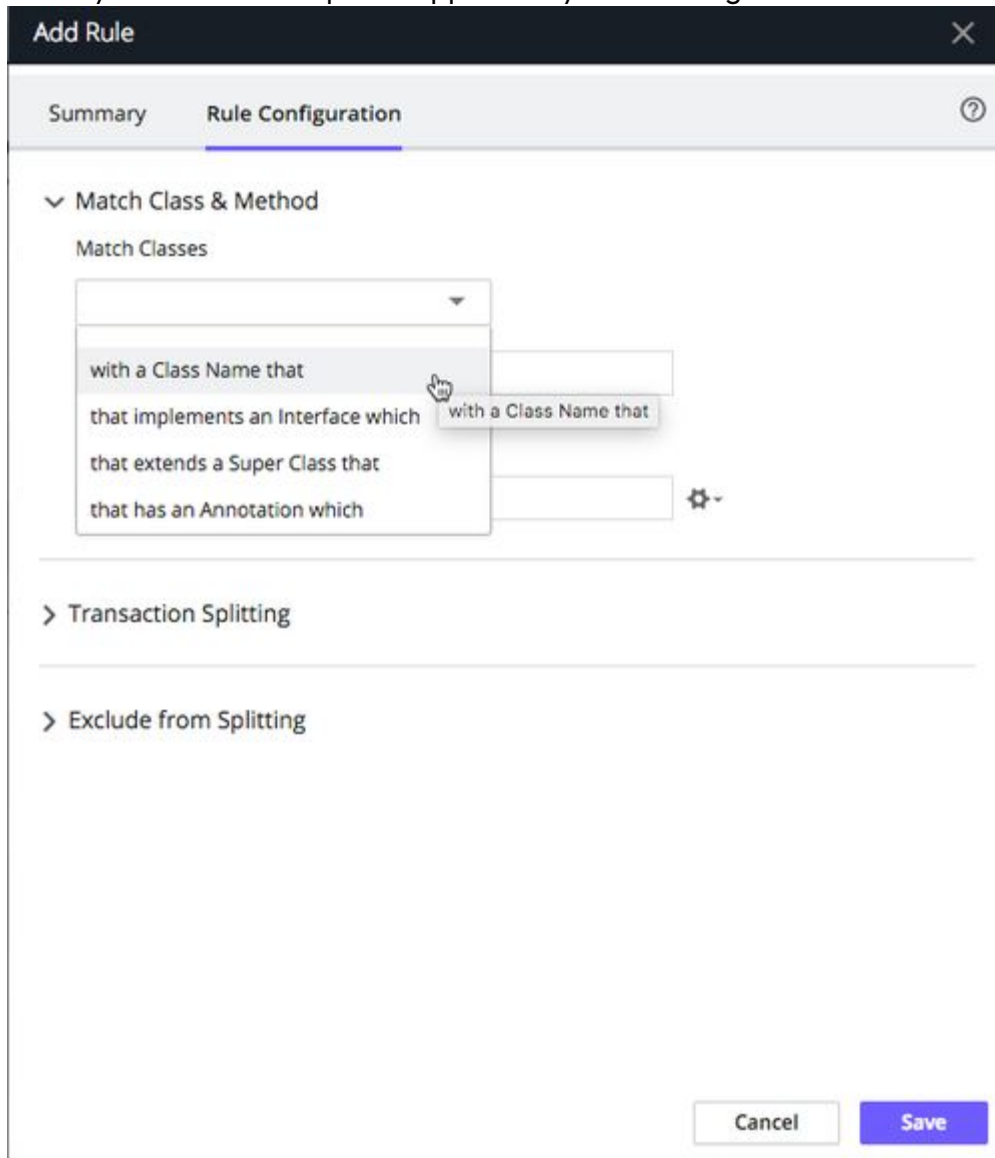 Add Rule
Summary Rule Configuration
Match Class & Method
Match Classes
with a Class Name that
with a Class Name that
that implements an Interface which
that extends a Super Class that
that has an Annotation which
Transaction Splitting
Exclude from Splitting
Cancel Save